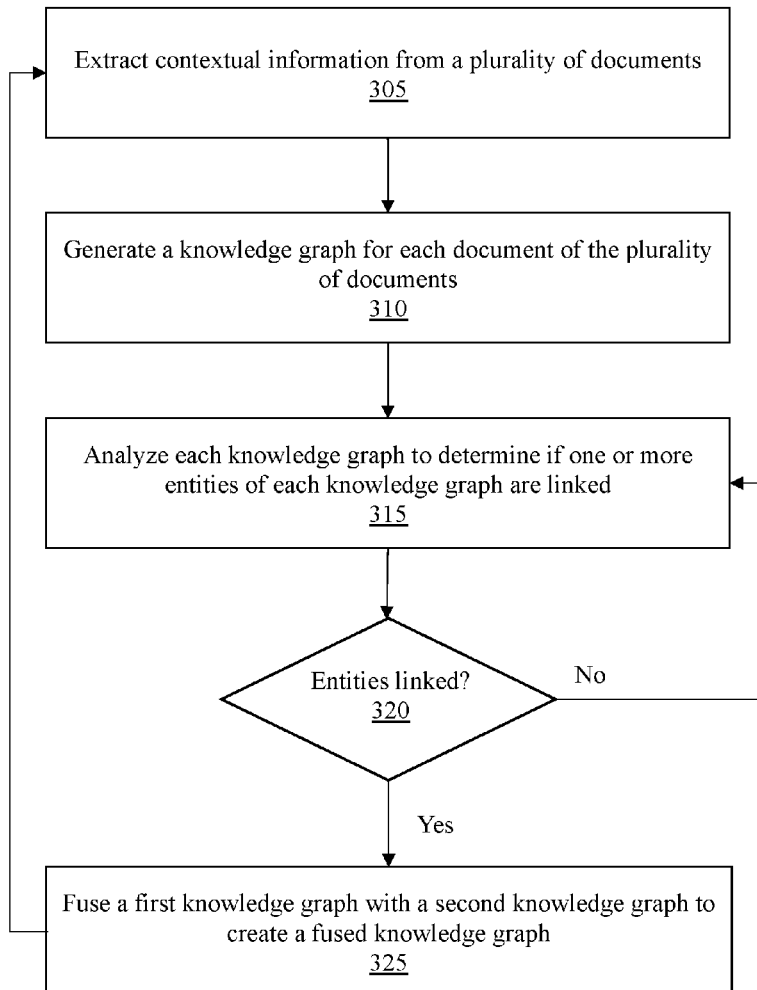 Extract contextual information from a plurality of documents
305
Generate a knowledge graph for each document of the plurality
of documents
310
Analyze each knowledge graph to determine if one or more
entities of each knowledge graph are linked
315
Entities linked?
320
No
Yes
Fuse a first knowledge graph with a second knowledge graph to
create a fused knowledge graph
325